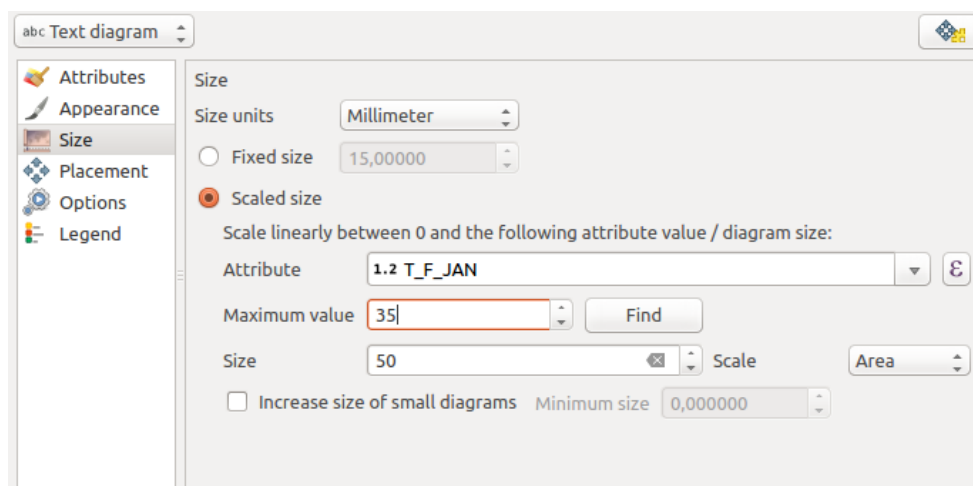 abc Text diagram
Attributes
Appearance
Size
Placement
Options
Legend
Size
Size units Millimeter
Fixed size 15,00000
Scaled size
Scale linearly between 0 and the following attribute value / diagram size:
Attribute 1.2 T_F_JAN ε
Maximum value 35 Find
Size 50 Scale Area
Increase size of small diagrams Minimum size 0,000000